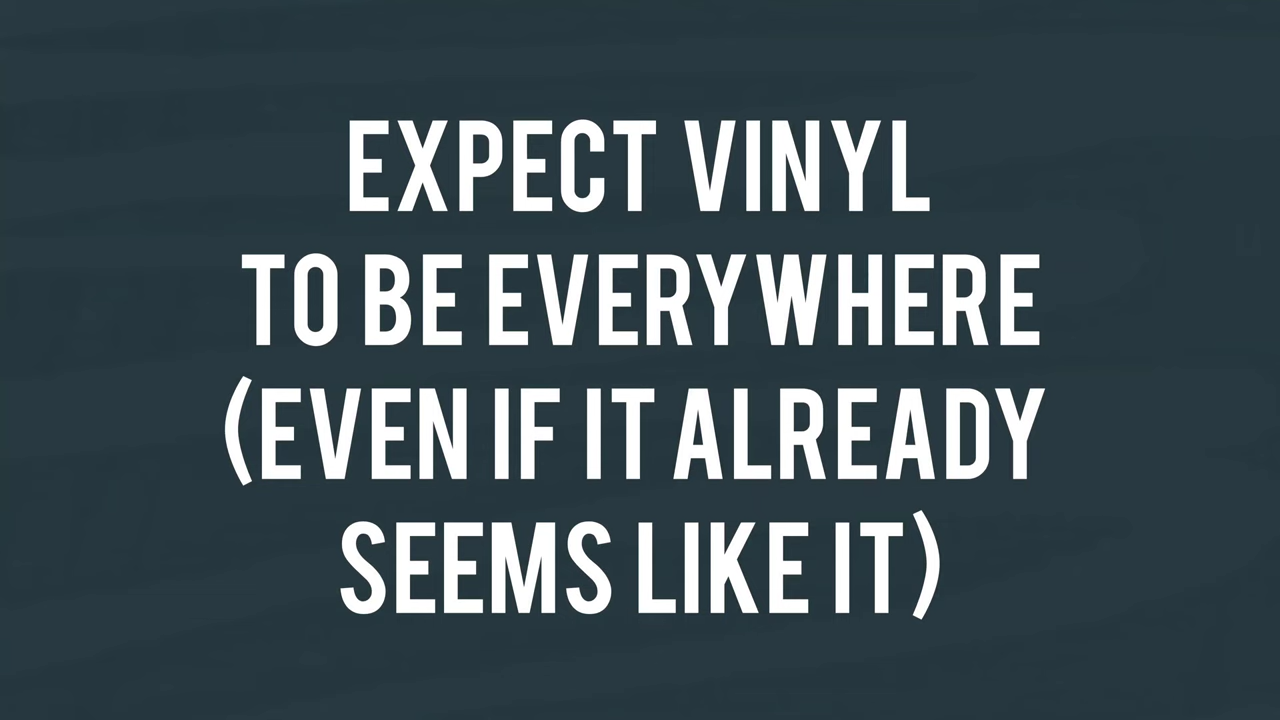 EXPECT VINYL
TO BE EVERYWHERE
(EVEN IF IT ALREADY
SEEMS LIKE IT)